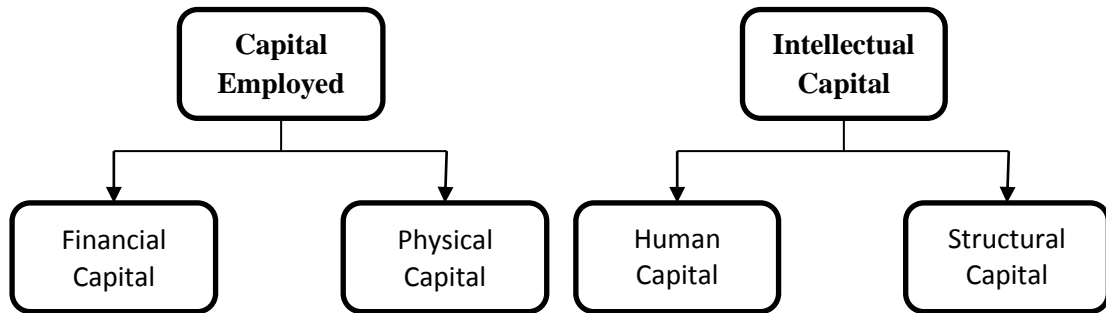 Capital
Employed
Intellectual
Capital
Financial
Capital
Physical
Capital
Human
Capital
Structural
Capital